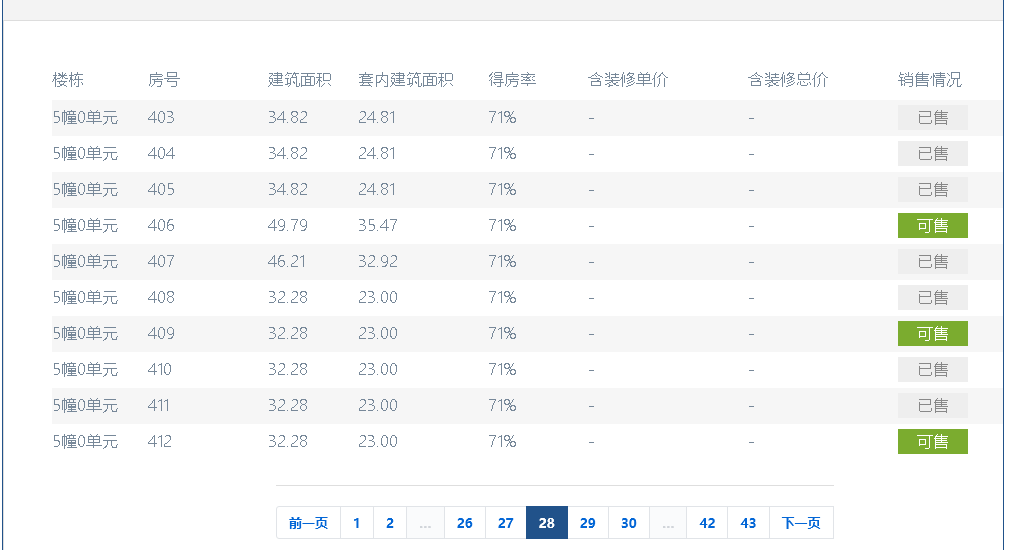 楼栋 房号 建筑面积 套内建筑面积 得房率 含装修单价 含装修总价 销售情况
5幢0单元 403 34.82 24.81 71% - - 已售
5幢0单元 404 34.82 24.81 71% - - 已售
5幢0单元 405 34.82 24.81 71% - - 已售
5幢0单元 406 49.79 35.47 71% - - 可售
5幢0单元 407 46.21 32.92 71% - - 已售
5幢0单元 408 32.28 23.00 71% - - 已售
5幢0单元 409 32.28 23.00 71% - - 可售
5幢0单元 410 32.28 23.00 71% - - 已售
5幢0单元 411 32.28 23.00 71% - - 已售
5幢0单元 412 32.28 23.00 71% - - 可售
前一页 1 2 ... 26 27 28 29 30 ... 42 43 下一页